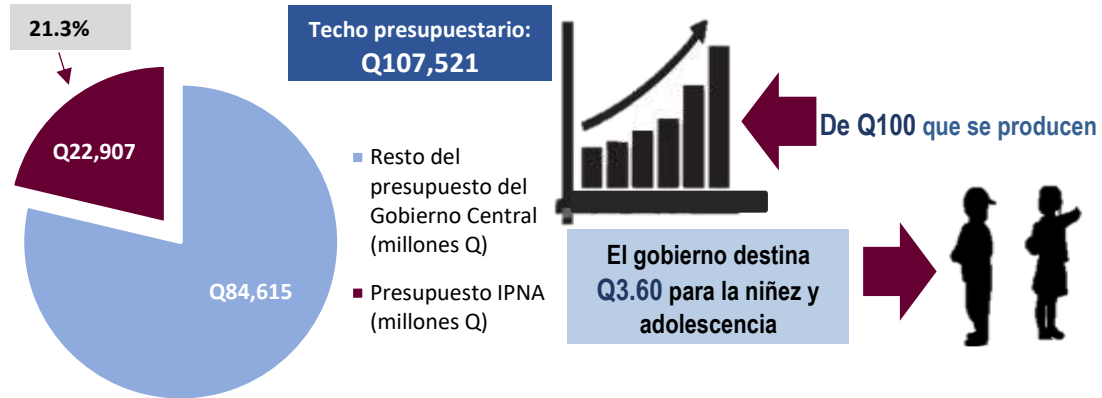 21.3%
Q22,907
Q84,615
Techo presupuestario:
Q107,521
Resto del
presupuesto del
Gobierno Central
(millones Q)
Presupuesto IPNA
(millones Q)
De Q100 que se producen
El gobierno destina
Q3.60 para la niñez y
adolescencia